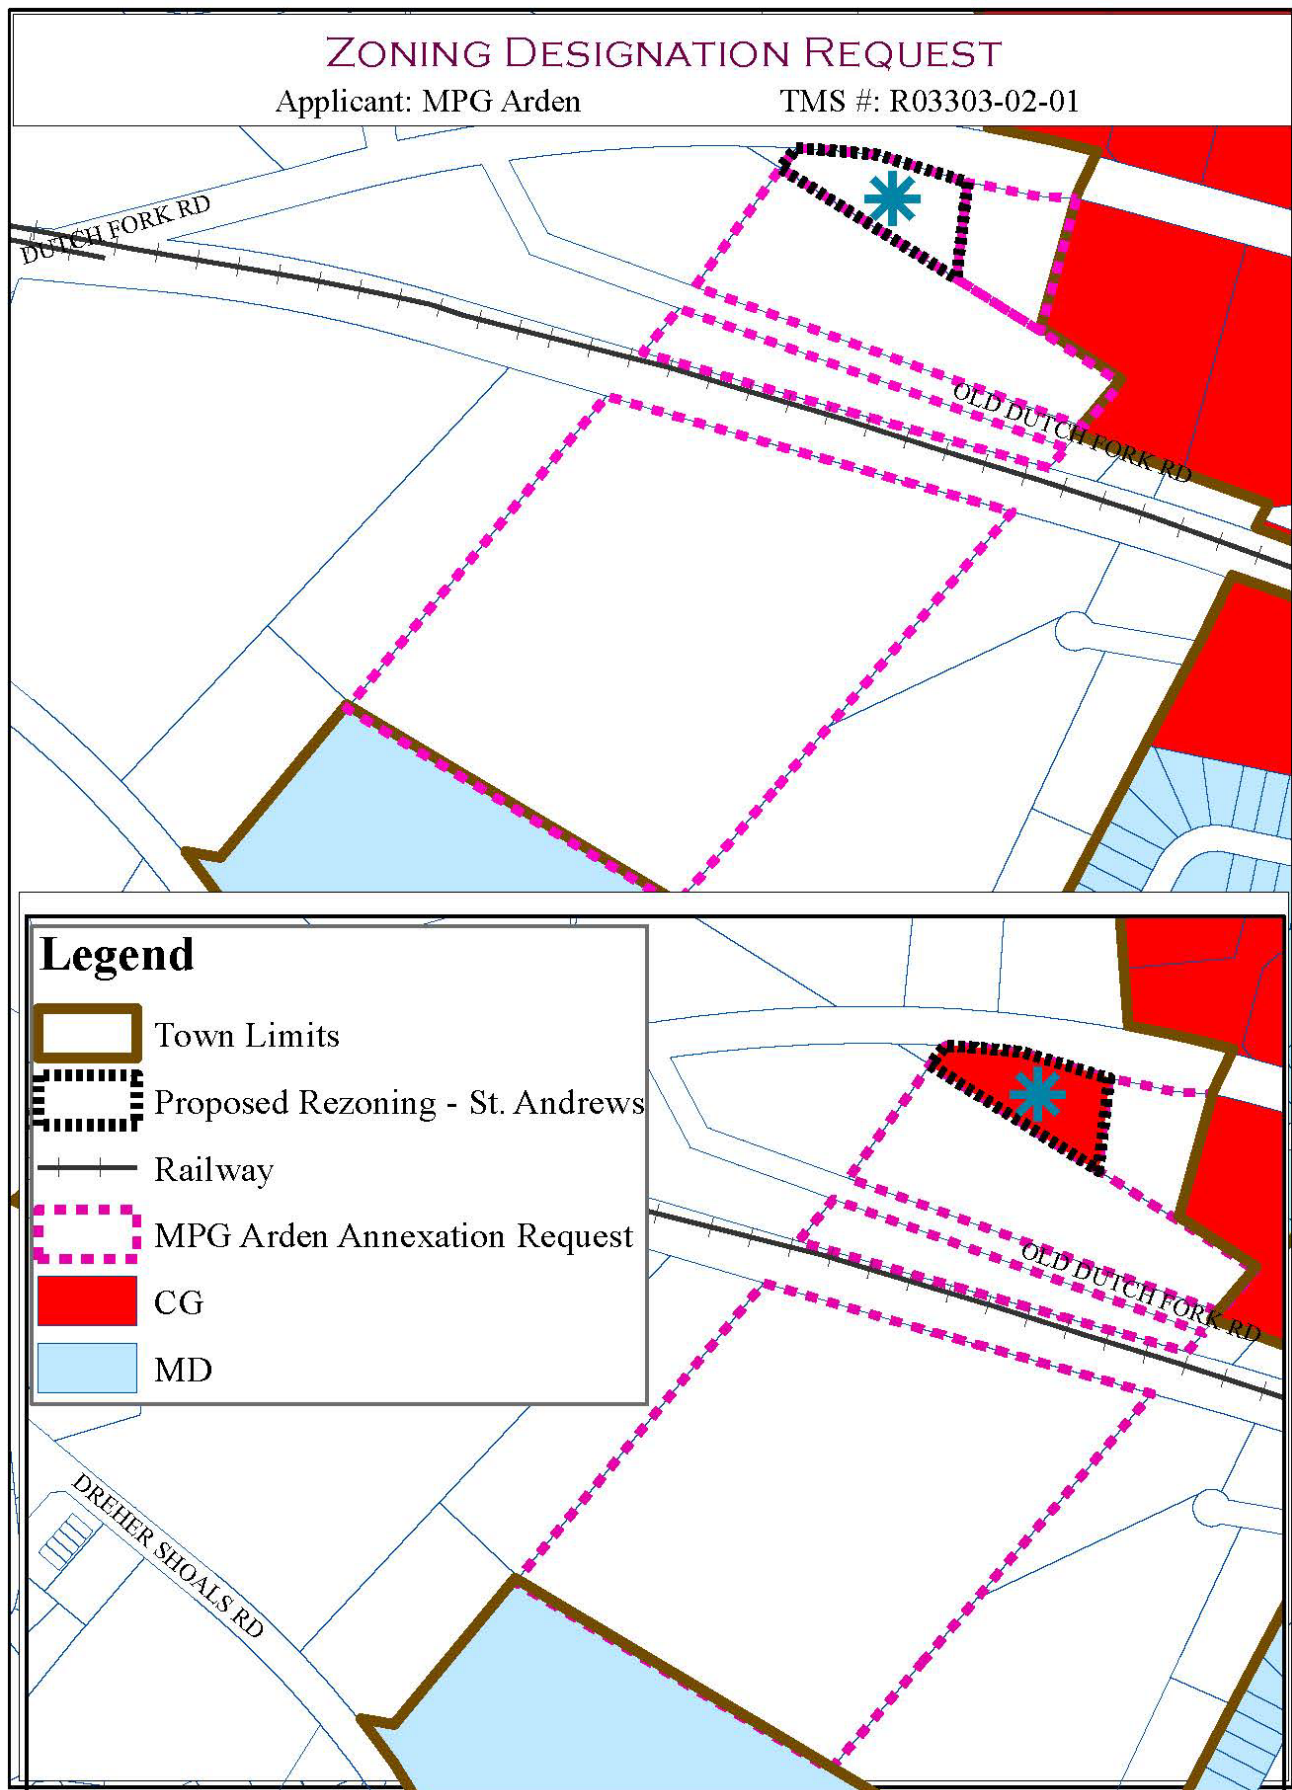 ZONING DESIGNATION REQUEST
Applicant: MPG Arden TMS #: R03303-02-01
DUTCH FORK RD
OLD DUTCH FORK RD
Legend
Town Limits
Proposed Rezoning - St. Andrews
Railway
MPG Arden Annexation Request
CG
MD
OLD DUTCH FORK RD
DREHER SHOALS RD